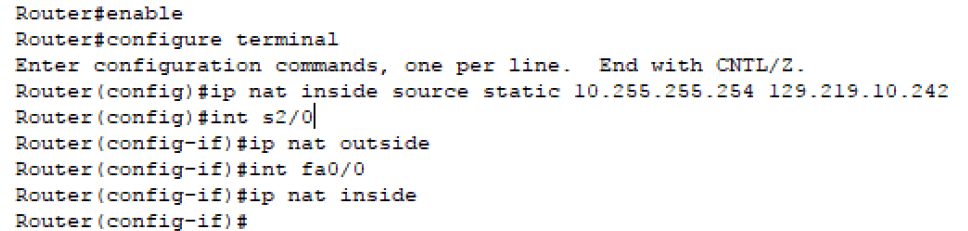 Router#enable
Router#configure terminal
Enter configuration commands, one per line.  End with CNTL/Z.
Router(config)#ip nat inside source static 10.255.255.254 129.219.10.242
Router(config)#int s2/0
Router(config-if)#ip nat outside
Router(config-if)#int fa0/0
Router(config-if)#ip nat inside
Router(config-if)#